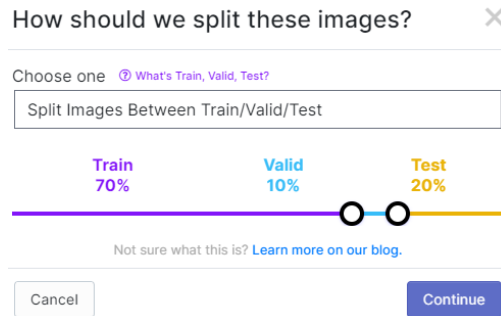 How should we split these images?
Choose one What's Train, Valid, Test?
Split Images Between Train/Valid/Test
Train Valid Test
70% 10% 20%
Not sure what this is? Learn more on our blog.
Cancel Continue